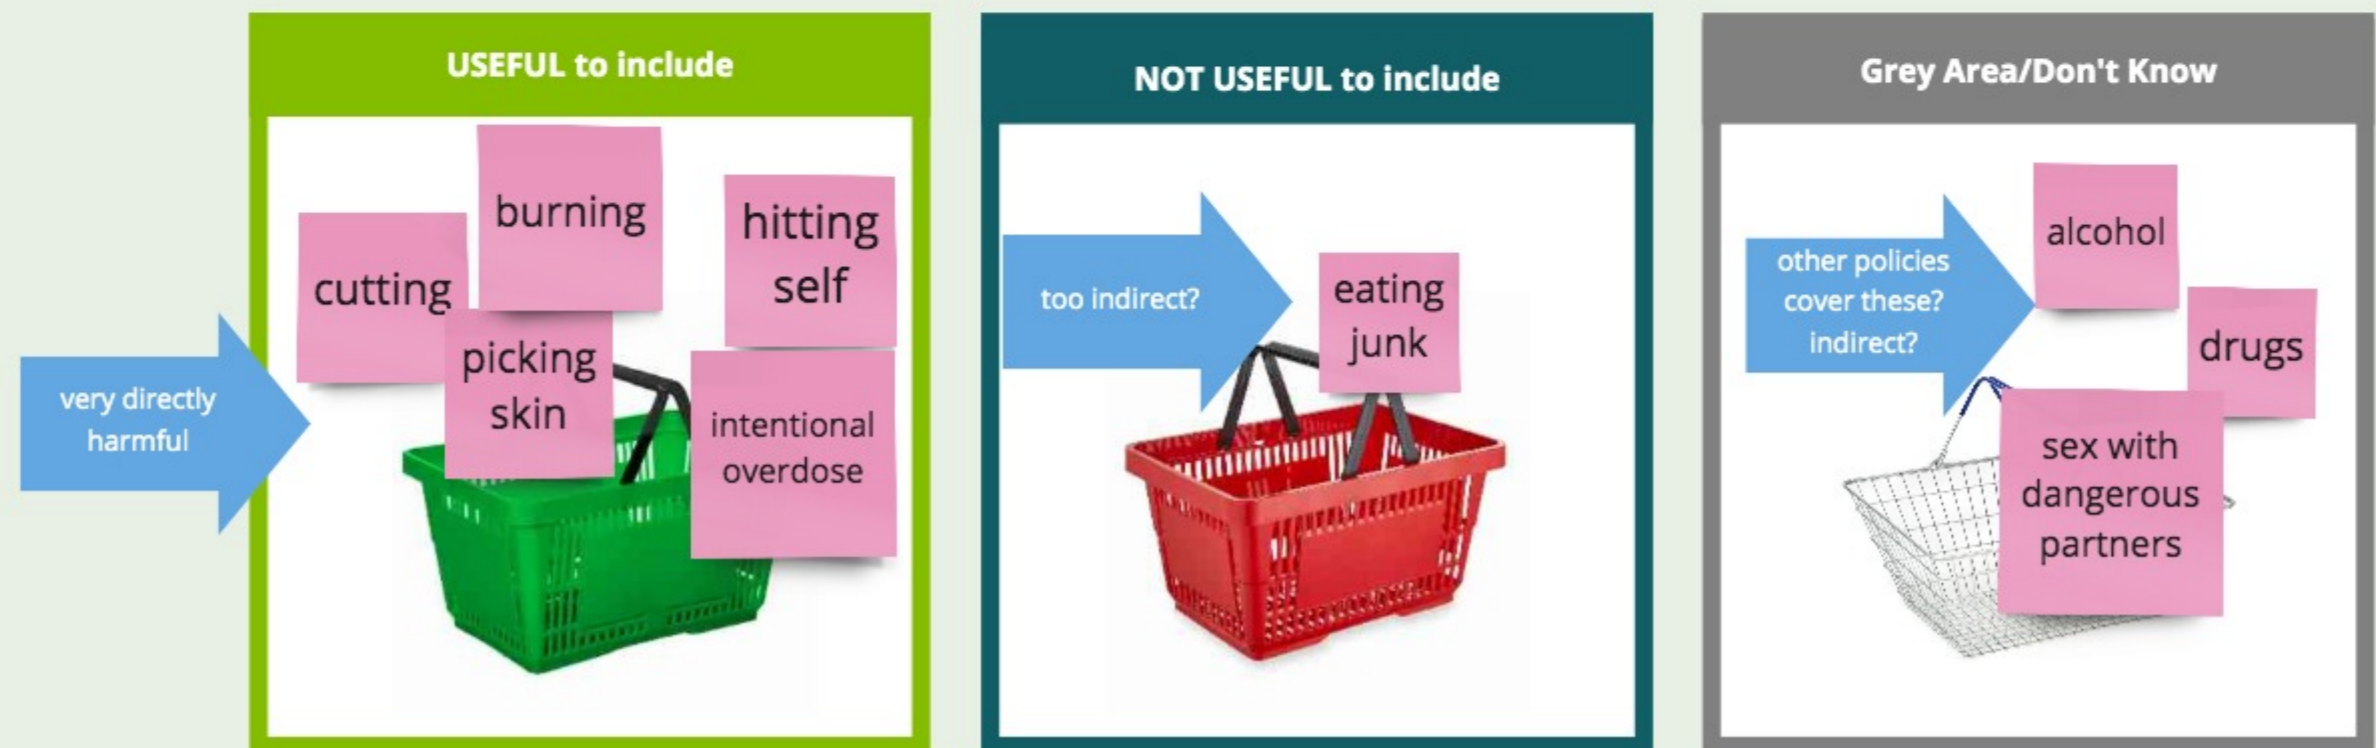 USEFUL to include
NOT USEFUL to include
Grey Area/Don't Know
very directly
harmful
cutting
burning
hitting
self
picking
skin
intentional
overdose
too indirect?
eating
junk
other policies
cover these?
indirect?
alcohol
drugs
sex with
dangerous
partners